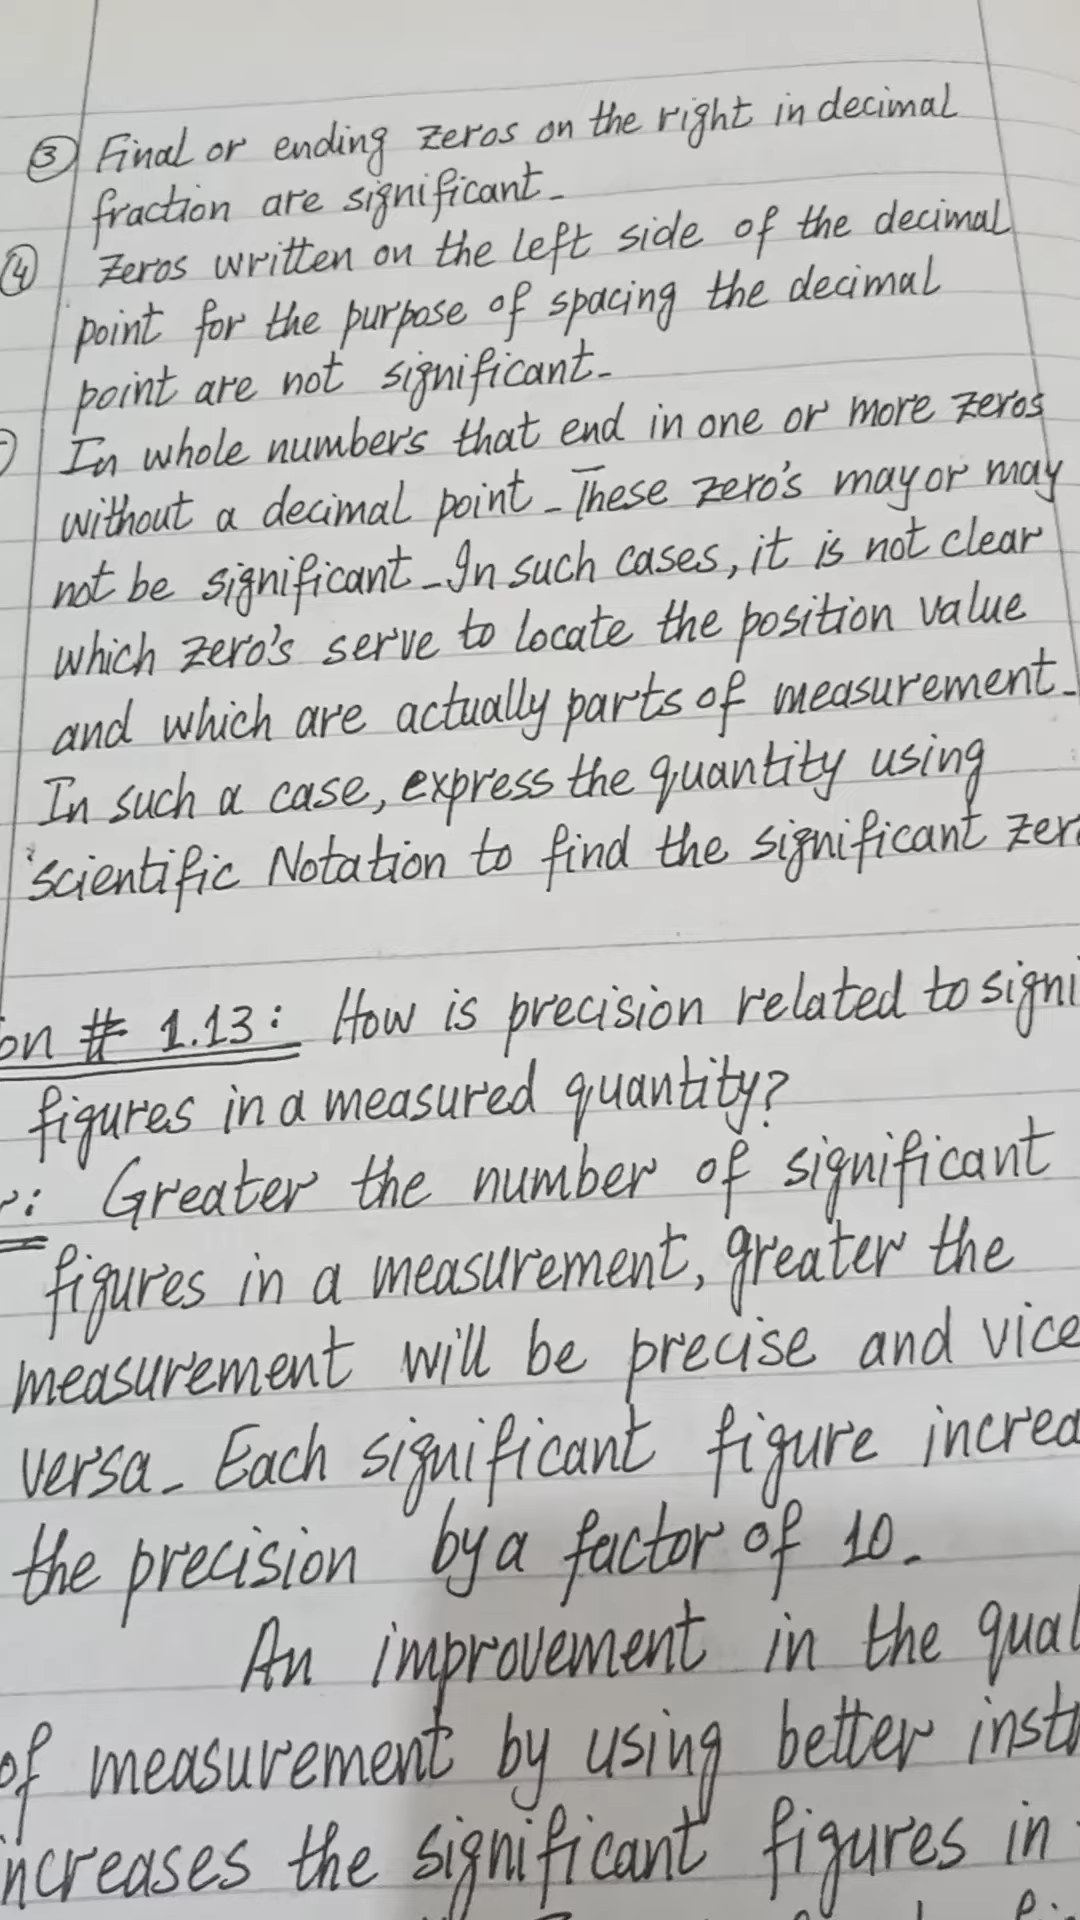 ③ Final or ending zeros on the right in decimal
fraction are significant.
④ Zeros written on the left side of the decimal
point for the purpose of spacing the decimal
point are not significant.
In whole numbers that end in one or more zeros
without a decimal point. These zero's may or may
not be significant. In such cases, it is not clear
which zero's serve to locate the position value
and which are actually parts of measurement.
In such a case, express the quantity using
scientific Notation to find the significant
# 1.13: How is precision related to
figures in a measured quantity?
Greater the number of significant
figures in a measurement, greater the
measurement will be precise and vice
versa. Each significant figure
the precision by a factor of 10.
An improvement in the
of measurement by using better
increases the significant figures in